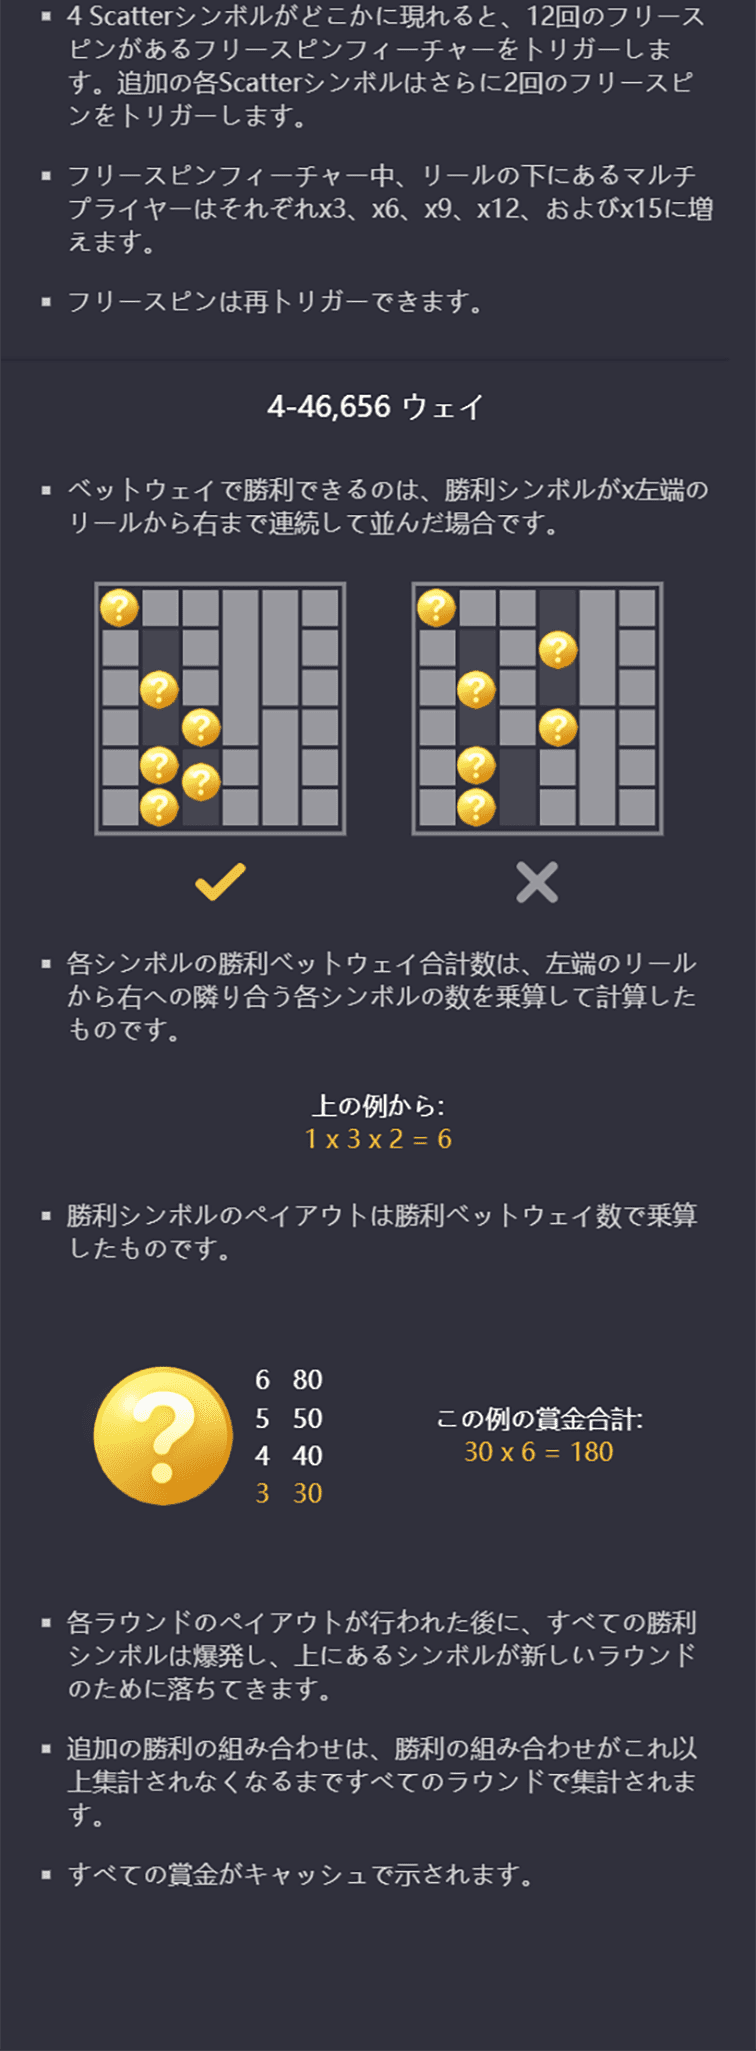 ▪ 4 Scatterシンボルがどこかに現れると、12回のフリース
ピンがあるフリースピンフィーチャーをトリガーしま
す。追加の各Scatterシンボルはさらに2回のフリースピ
ンをトリガーします。
▪ フリースピンフィーチャー中、リールの下にあるマルチ
プライヤーはそれぞれx3、x6、x9、x12、およびx15に増
えます。
▪ フリースピンは再トリガーできます。
4-46,656 ウェイ
▪ ベットウェイで勝利できるのは、勝利シンボルがx左端の
リールから右まで連続して並んだ場合です。
? ?
?
? ?
? ?
? ?
?
? ?
▪ 各シンボルの勝利ベットウェイ合計数は、左端のリール
から右への隣り合う各シンボルの数を乗算して計算した
ものです。
上の例から:
1 x 3 x 2 = 6
▪ 勝利シンボルのペイアウトは勝利ベットウェイ数で乗算
したものです。
?
6 80
5 50
4 40
3 30
この例の賞金合計:
30 x 6 = 180
▪ 各ラウンドのペイアウトが行われた後に、すべての勝利
シンボルは爆発し、上にあるシンボルが新しいラウンド
のために落ちてきます。
▪ 追加の勝利の組み合わせは、勝利の組み合わせがこれ以
上集計されなくなるまですべてのラウンドで集計されま
す。
▪ すべての賞金がキャッシュで示されます。